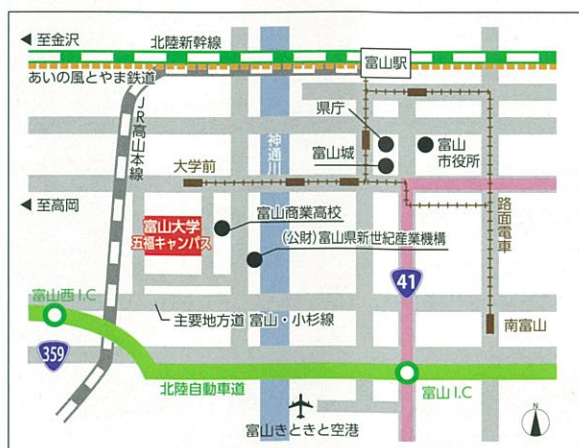 至金沢
北陸新幹線
富山駅
あいの風とやま鉄道
JR高山本線
神通川
県庁
富山城
富山
市役所
大学前
至高岡
富山大学
五福キャンパス
富山商業高校
(公財)富山県新世紀産業機構
路面電車
41
富山西I.C
主要地方道 富山・小杉線
南富山
359
北陸自動車道
富山I.C
富山きときと空港
N